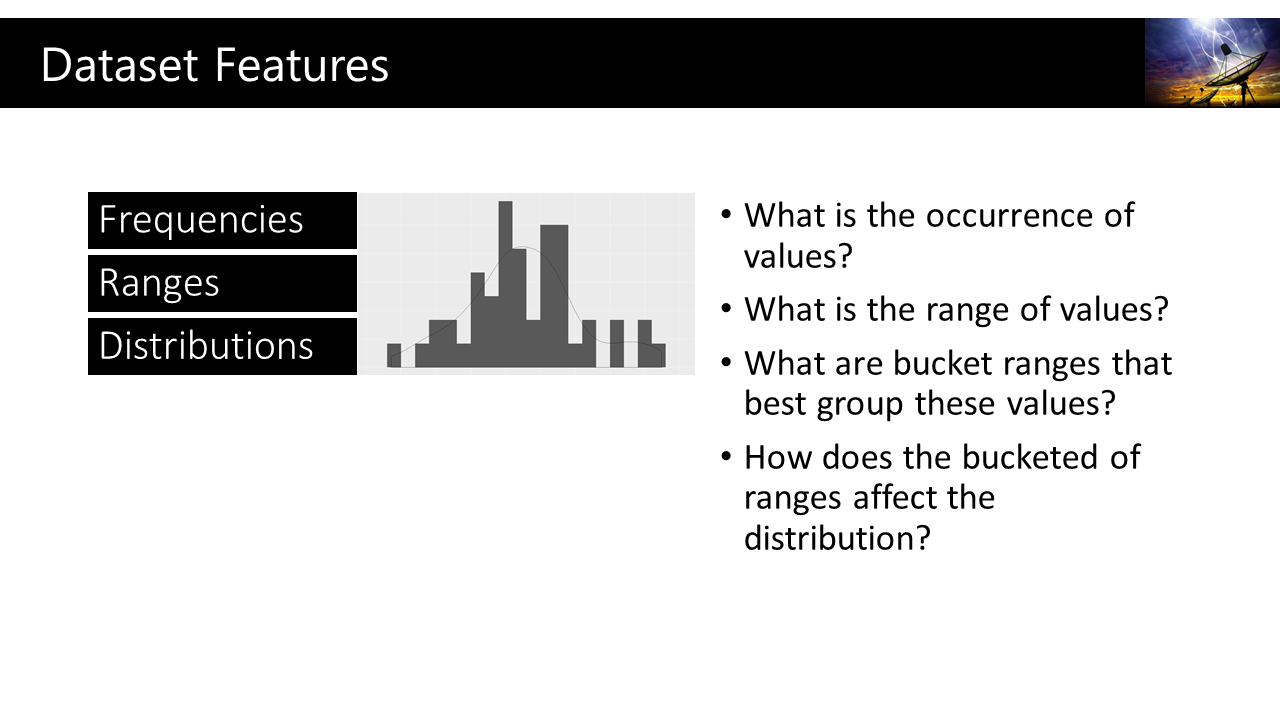 Dataset Features
Frequencies
Ranges
Distributions
• What is the occurrence of
values?
• What is the range of values?
• What are bucket ranges that
best group these values?
• How does the bucketed of
ranges affect the
distribution?